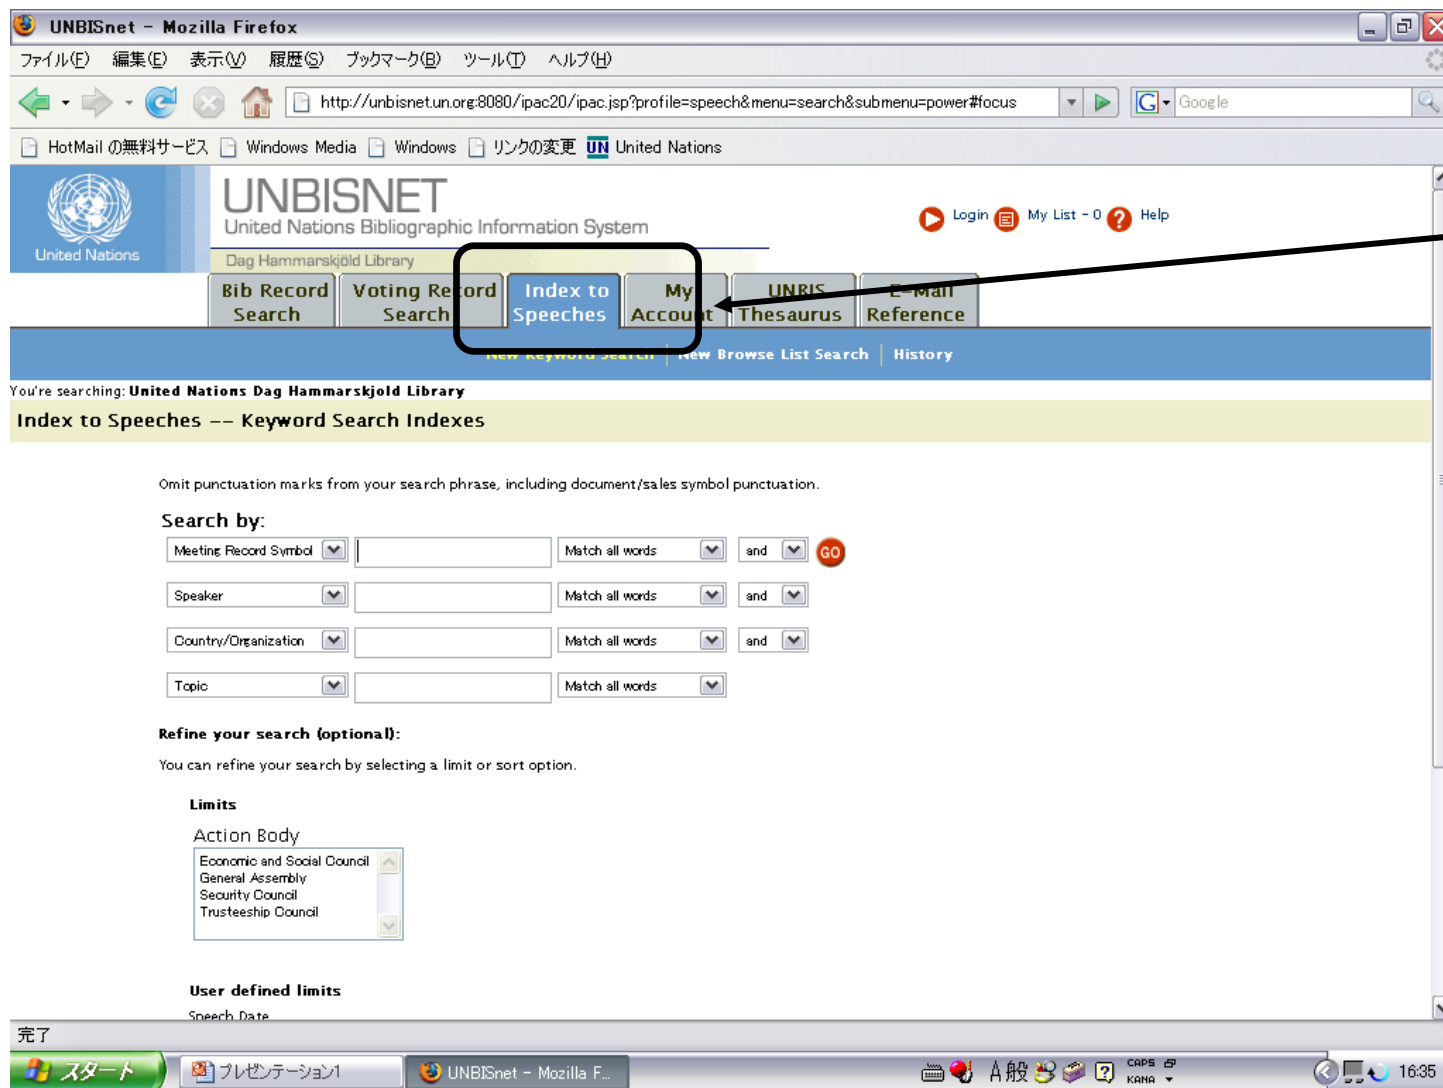 UNBISnet - Mozilla Firefox
ファイル(F) 編集(E) 表示(V) 履歴(S) ブックマーク(B) ツール(T) ヘルプ(H)
http://unbisnet.un.org:8080/ipac20/ipac.jsp?profile=speech&menu=search&submenu=power#focus G Google
HotMail の無料サービス Windows Media Windows リンクの変更 UN United Nations
UNBISNET
United Nations Bibliographic Information System
Login My List - 0 ? Help
United Nations
Dag Hammarskjöld Library
Bib Record Search
Voting Record Search
Index to Speeches
My Account
UNBIS Thesaurus
E-Mail Reference
New Keyword Search | New Browse List Search | History
You're searching: United Nations Dag Hammarskjold Library
Index to Speeches -- Keyword Search Indexes
Omit punctuation marks from your search phrase, including document/sales symbol punctuation.
Search by:
Meeting Record Symbol Match all words and GO
Speaker Match all words and
Country/Organization Match all words and
Topic Match all words
Refine your search (optional):
You can refine your search by selecting a limit or sort option.
Limits
Action Body
Economic and Social Council
General Assembly
Security Council
Trusteeship Council
User defined limits
Speech Date
完了
スタート プレゼンテーション1 UNBISnet - Mozilla F... A般 ? CAPS KANA 16:35